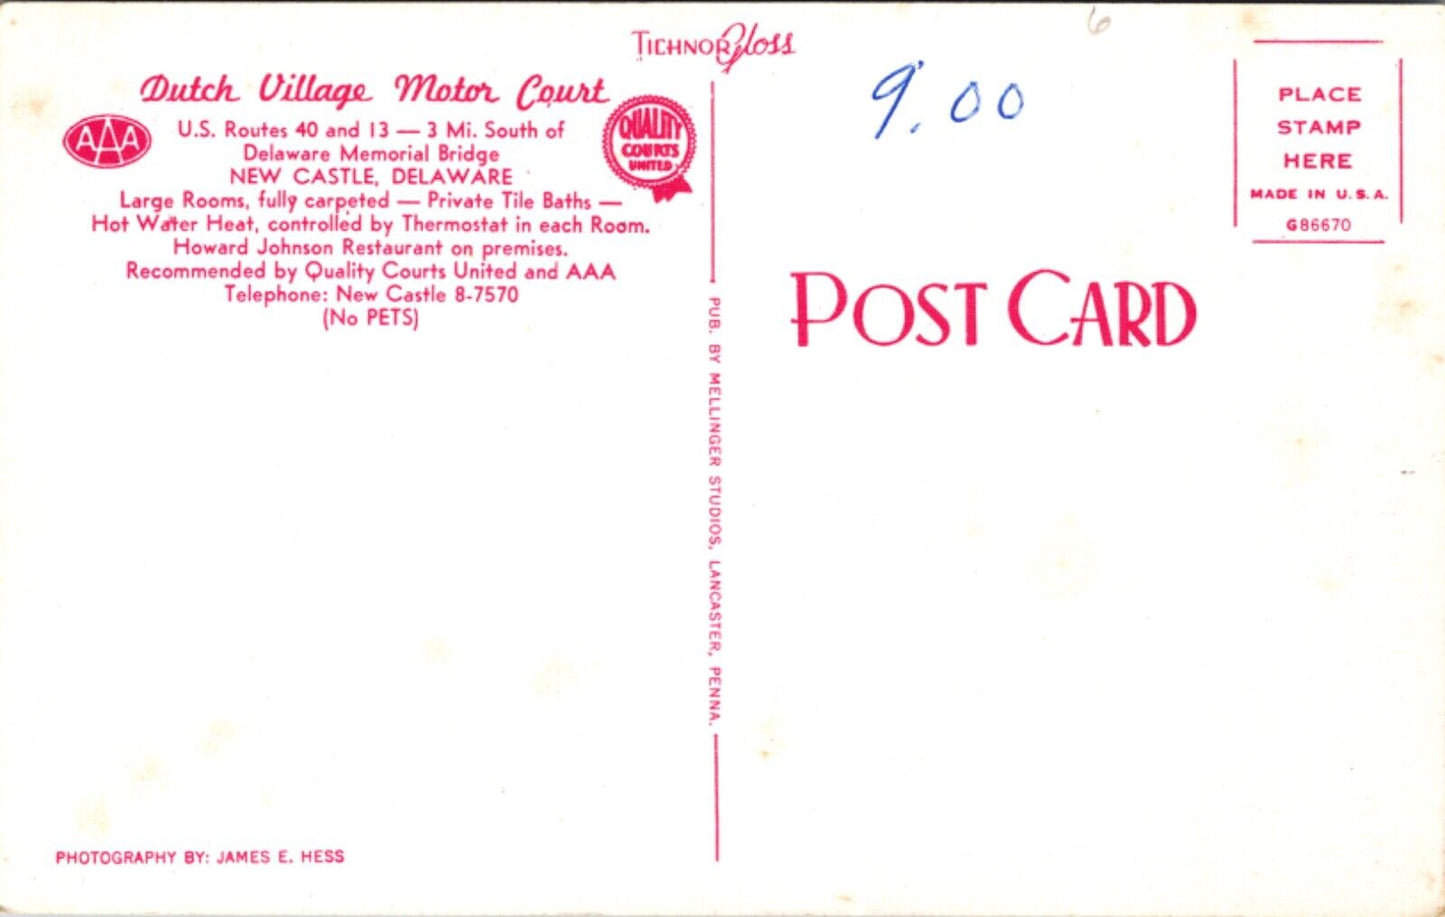 TICHNOR Gloss
Dutch Village Motor Court
AAA
U.S. Routes 40 and 13 — 3 Mi. South of
Delaware Memorial Bridge
NEW CASTLE, DELAWARE
Large Rooms, fully carpeted — Private Tile Baths —
Hot Water Heat, controlled by Thermostat in each Room.
Howard Johnson Restaurant on premises.
Recommended by Quality Courts United and AAA
Telephone: New Castle 8-7570
(No PETS)
QUALITY
COURTS
UNITED
PHOTOGRAPHY BY: JAMES E. HESS
PUB. BY MELLINGER STUDIOS, LANCASTER, PENNA.
6
9.00
PLACE
STAMP
HERE
MADE IN U.S.A.
G86670
POST CARD